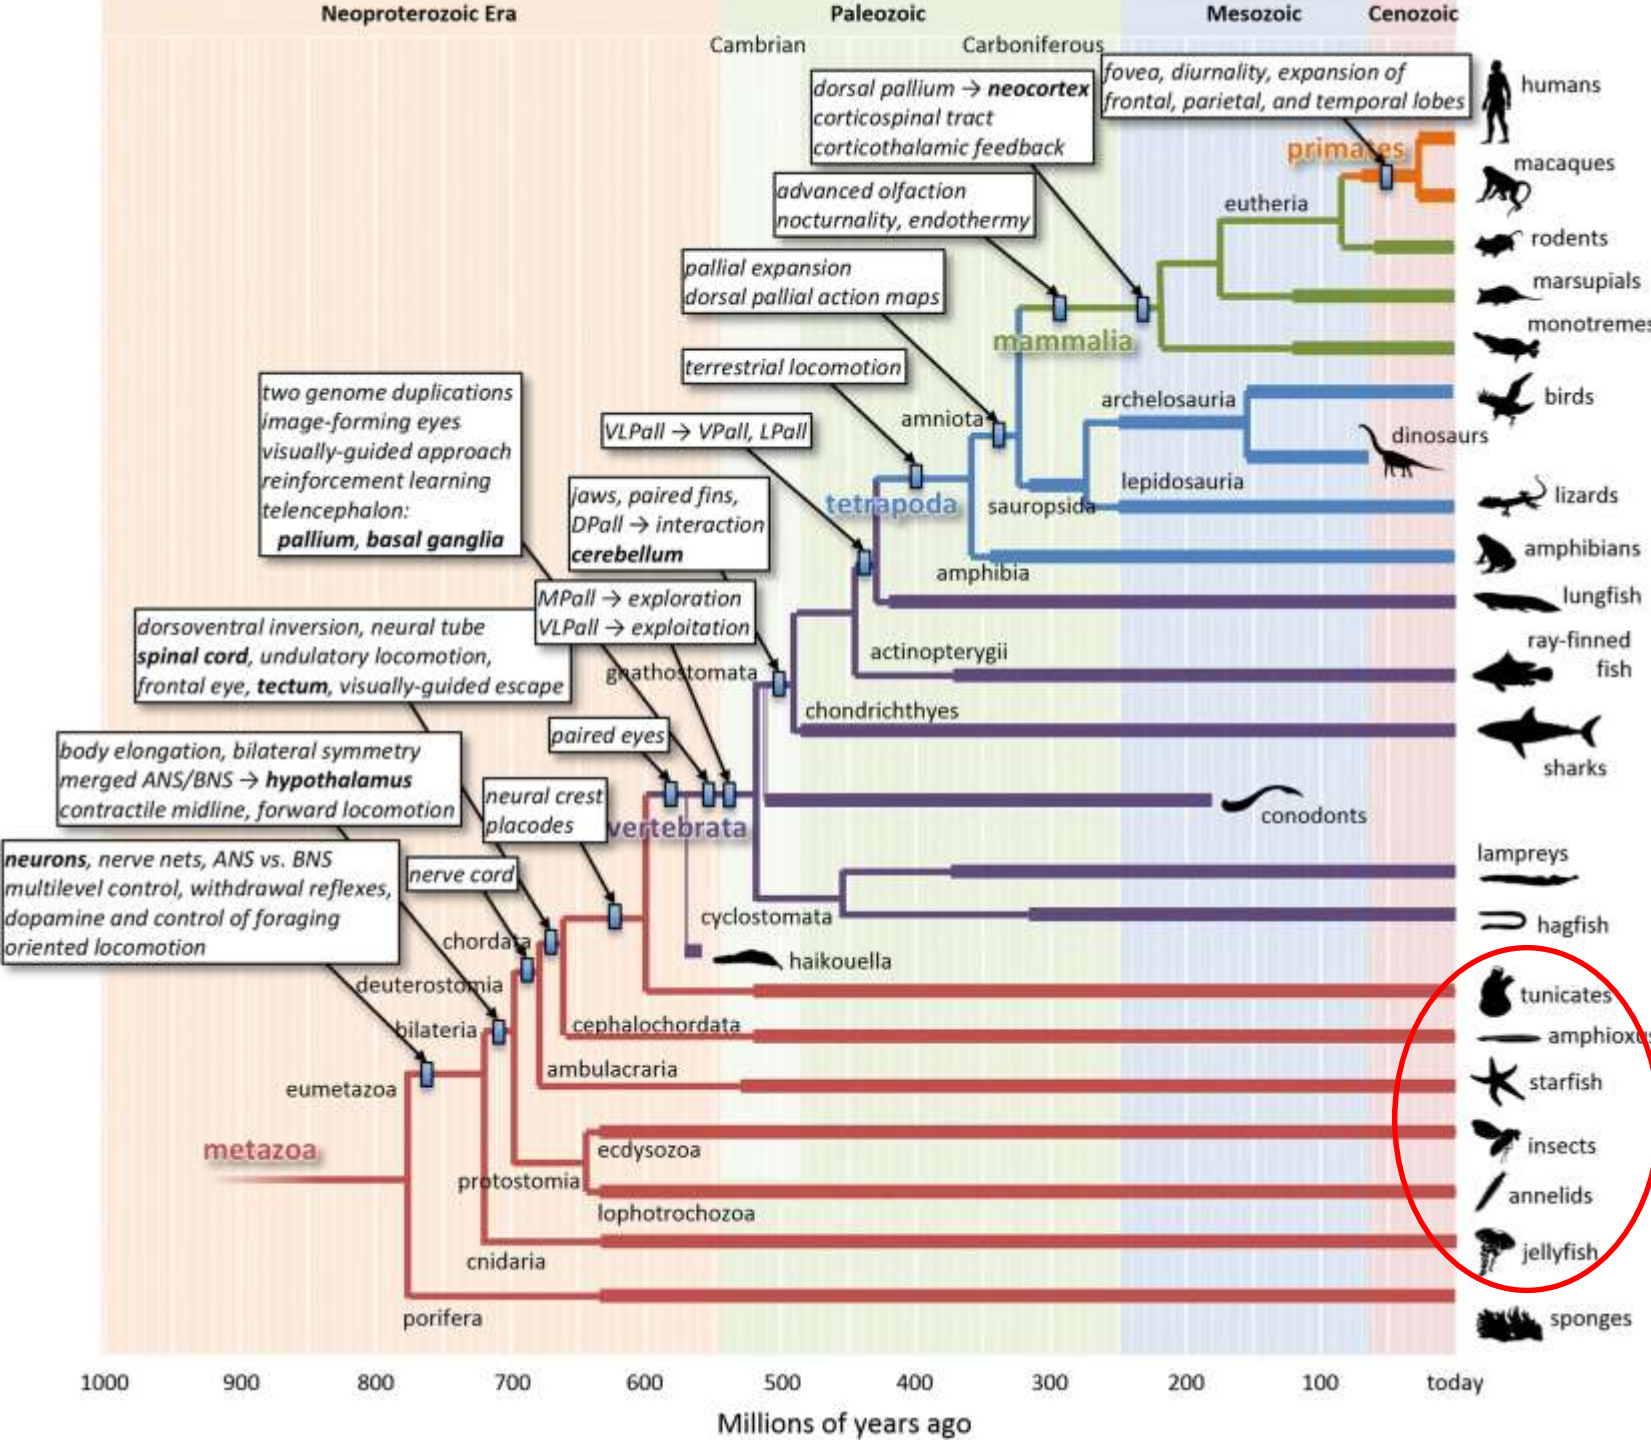 Neoproterozoic Era
Paleozoic
Mesozoic
Cenozoic
Cambrian
Carboniferous
fovea, diurnality, expansion of
frontal, parietal, and temporal lobes
humans
dorsal pallium → neocortex
corticospinal tract
corticothalamic feedback
primates
macaques
advanced olfaction
nocturnality, endothermy
eutheria
rodents
pallial expansion
dorsal pallial action maps
marsupials
mammalia
monotremes
terrestrial locomotion
two genome duplications
image-forming eyes
visually-guided approach
reinforcement learning
telencephalon:
pallium, basal ganglia
archelosauria
birds
amniota
VLPall → VPall, LPall
dinosaurs
jaws, paired fins,
DPall → interaction
cerebellum
lepidosauria
tetrapoda
sauropsida
lizards
amphibians
amphibia
MPall → exploration
VLPall → exploitation
lungfish
dorsoventral inversion, neural tube
spinal cord, undulatory locomotion,
frontal eye, tectum, visually-guided escape
gnathostomata
actinopterygii
ray-finned
fish
chondrichthyes
paired eyes
sharks
body elongation, bilateral symmetry
merged ANS/BNS → hypothalamus
contractile midline, forward locomotion
neural crest
placodes
vertebrata
conodonts
neurons, nerve nets, ANS vs. BNS
multilevel control, withdrawal reflexes,
dopamine and control of foraging
oriented locomotion
nerve cord
lampreys
cyclostomata
hagfish
chordata
haikouella
deuterostomia
tunicates
bilateria
cephalochordata
amphioxus
ambulacraria
starfish
eumetazoa
metazoa
ecdysozoa
insects
protostomia
annelids
lophotrochozoa
cnidaria
jellyfish
porifera
sponges
1000 900 800 700 600 500 400 300 200 100 today
Millions of years ago